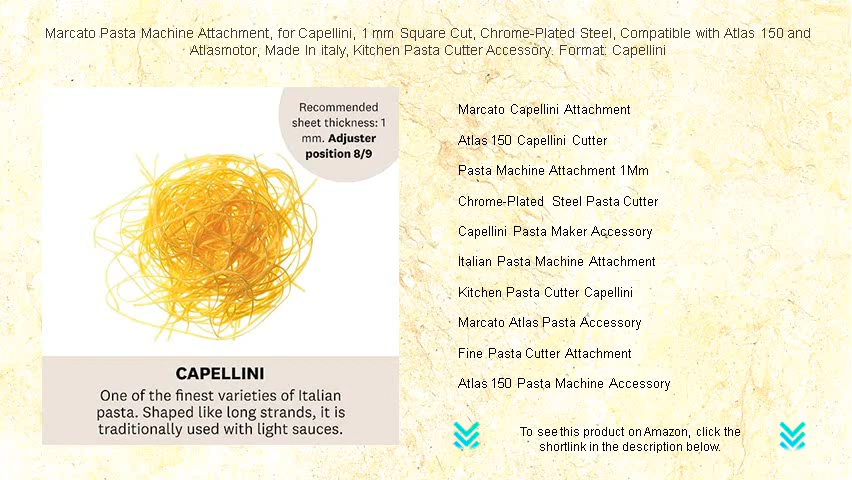 Marcato Pasta Machine Attachment, for Capellini, 1 mm Square Cut, Chrome-Plated Steel, Compatible with Atlas 150 and
Atlasmotor, Made In italy, Kitchen Pasta Cutter Accessory. Format: Capellini
Recommended
sheet thickness: 1
mm. Adjuster
position 8/9
CAPELLINI
One of the finest varieties of Italian
pasta. Shaped like long strands, it is
traditionally used with light sauces.
Marcato Capellini Attachment
Atlas 150 Capellini Cutter
Pasta Machine Attachment 1Mm
Chrome-Plated Steel Pasta Cutter
Capellini Pasta Maker Accessory
Italian Pasta Machine Attachment
Kitchen Pasta Cutter Capellini
Marcato Atlas Pasta Accessory
Fine Pasta Cutter Attachment
Atlas 150 Pasta Machine Accessory
To see this product on Amazon, click the
shortlink in the description below.